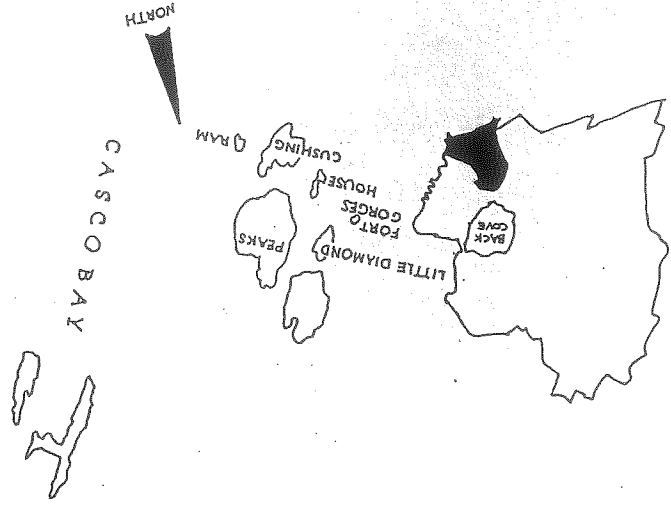 NORTH
RAM
CUSHING
HOUSE
FORT
GORGES
PEAKS
LITTLE DIAMOND
BACK
COVE
CASCO BAY